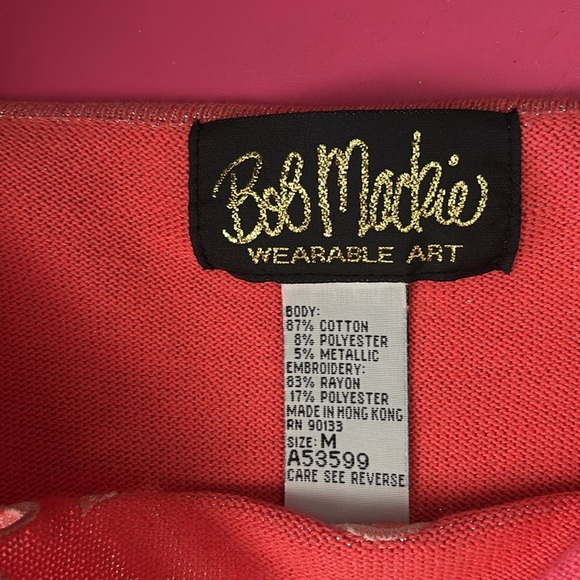 Bob Mackie
WEARABLE ART
BODY:
87% COTTON
8% POLYESTER
5% METALLIC
EMBROIDERY:
83% RAYON
17% POLYESTER
MADE IN HONG KONG
RN 90133
SIZE: M
A53599
CARE SEE REVERSE